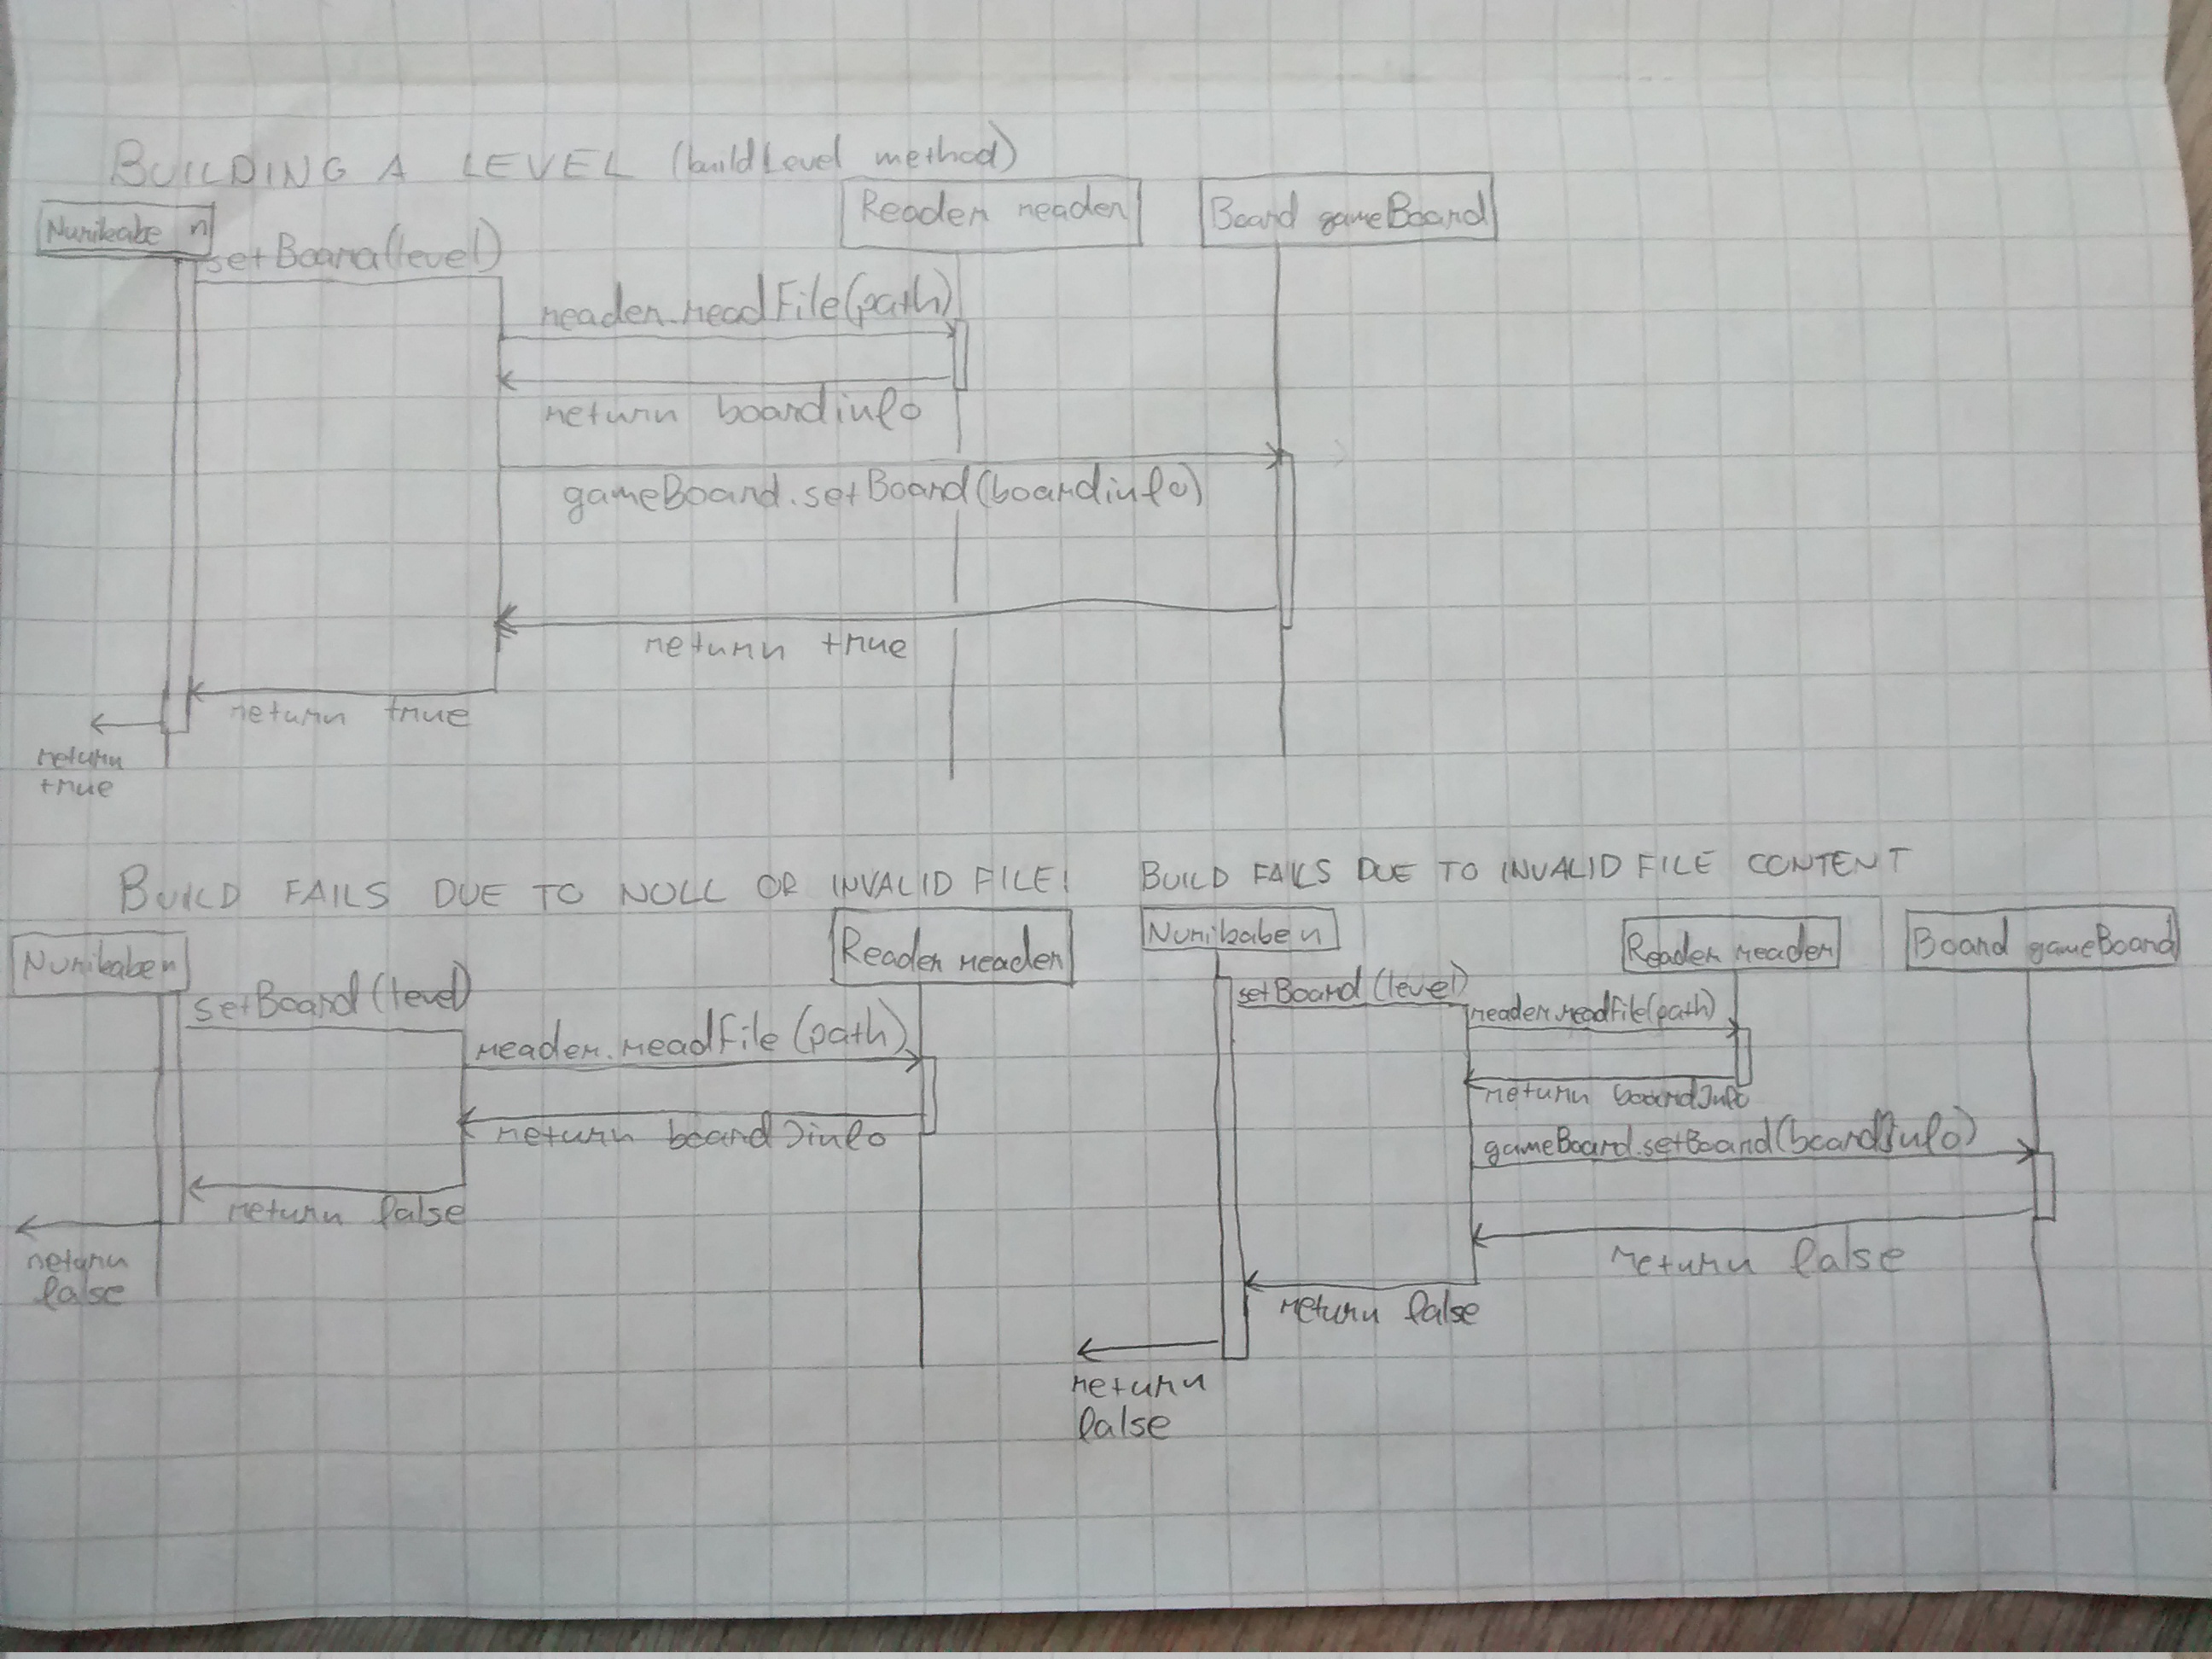 BUILDING A LEVEL (buildLevel method)
Nurikabe n
Reader reader
Board gameBoard
setBoard(level)
reader.readFile(path)
return boardinfo
gameBoard.setBoard(boardinfo)
return true
return true
return
true
BUILD FAILS DUE TO NULL OR INVALID FILE!
Nurikabe n
Reader reader
setBoard(level)
reader.readFile(path)
return boardInfo
return false
return
false
BUILD FAILS DUE TO INVALID FILE CONTENT
Nurikabe n
Reader reader
Board gameBoard
setBoard(level)
reader.readFile(path)
return boardInfo
gameBoard.setBoard(boardInfo)
return false
return false
return
false